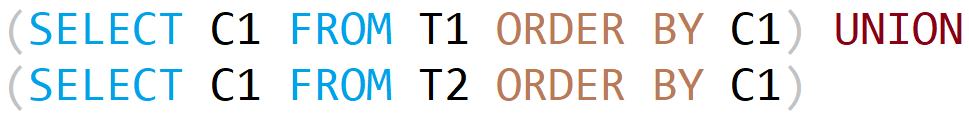 (SELECT C1 FROM T1 ORDER BY C1) UNION
(SELECT C1 FROM T2 ORDER BY C1)